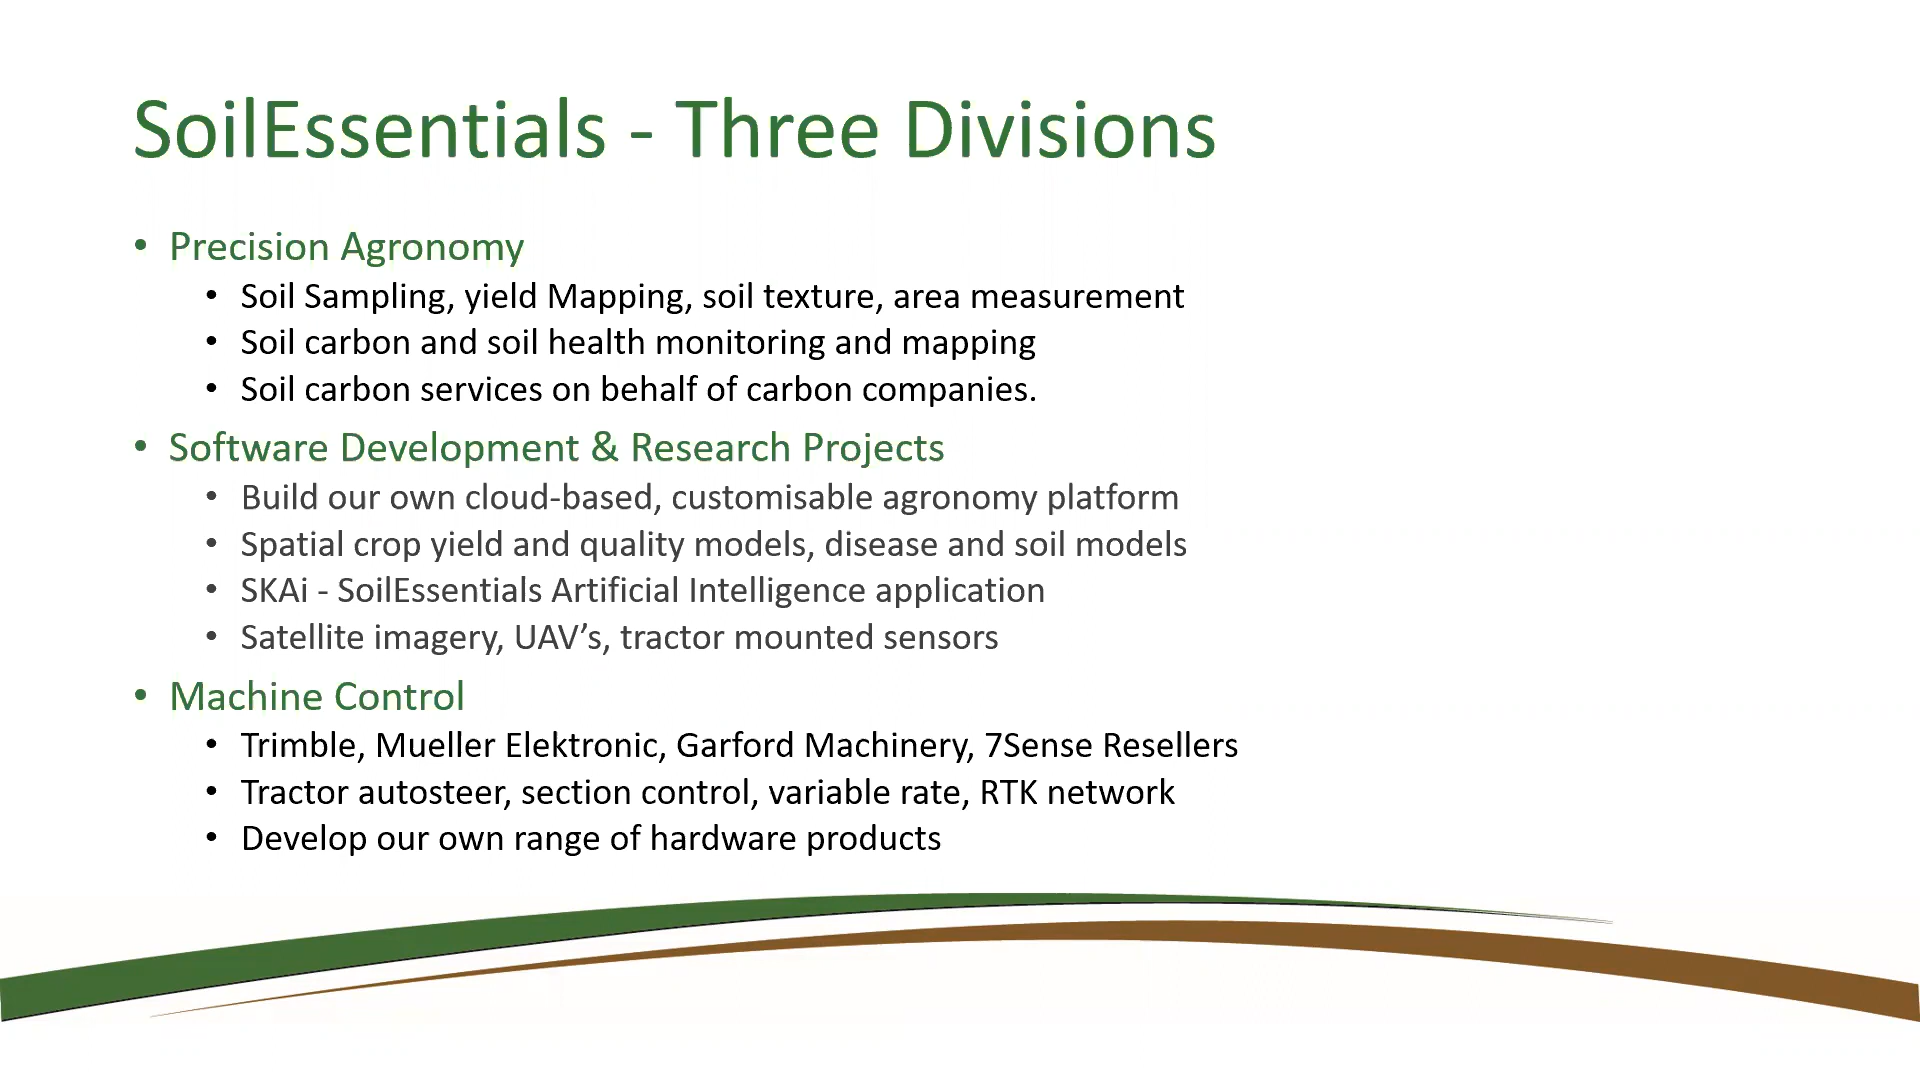 SoilEssentials - Three Divisions
• Precision Agronomy
• Soil Sampling, yield Mapping, soil texture, area measurement
• Soil carbon and soil health monitoring and mapping
• Soil carbon services on behalf of carbon companies.
• Software Development & Research Projects
• Build our own cloud-based, customisable agronomy platform
• Spatial crop yield and quality models, disease and soil models
• SKAi - SoilEssentials Artificial Intelligence application
• Satellite imagery, UAV’s, tractor mounted sensors
• Machine Control
• Trimble, Mueller Elektronic, Garford Machinery, 7Sense Resellers
• Tractor autosteer, section control, variable rate, RTK network
• Develop our own range of hardware products